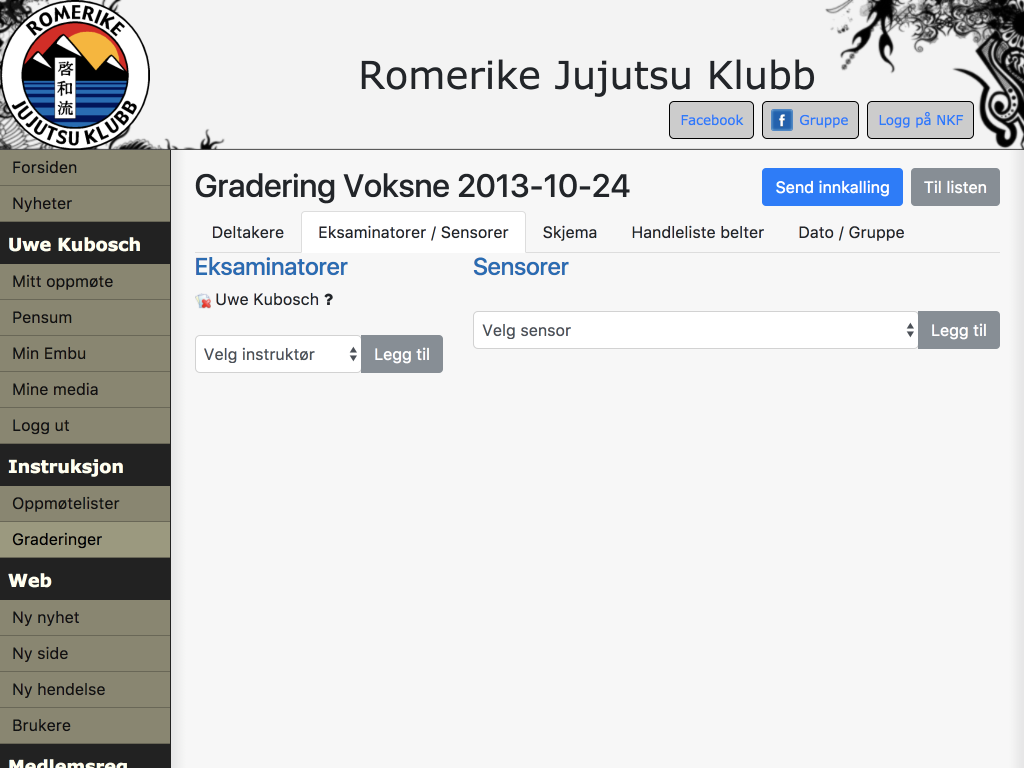 ROMERIKE
啓和流
JUJUTSU KLUBB
Romerike Jujutsu Klubb
Facebook
f Gruppe
Logg på NKF
Forsiden
Nyheter
Uwe Kubosch
Mitt oppmøte
Pensum
Min Embu
Mine media
Logg ut
Instruksjon
Oppmøtelister
Graderinger
Web
Ny nyhet
Ny side
Ny hendelse
Brukere
Medlemsreg
Gradering Voksne 2013-10-24
Send innkalling
Til listen
Deltakere
Eksaminatorer / Sensorer
Skjema
Handleliste belter
Dato / Gruppe
Eksaminatorer
Uwe Kubosch ?
Velg instruktør
Legg til
Sensorer
Velg sensor
Legg til